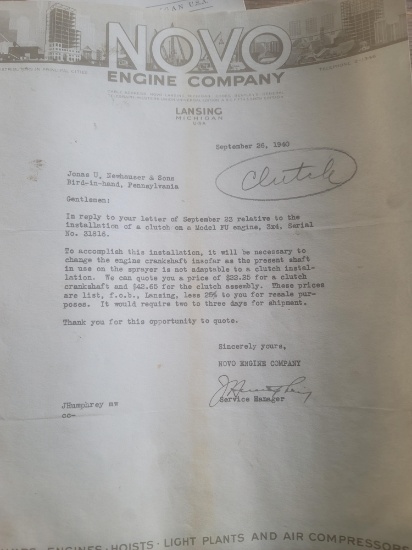 NOVO
ENGINE COMPANY
LANSING
MICHIGAN
USA
September 26, 1940
Clutch
Jonas U. Newhauser & Sons
Bird-in-hand, Pennsylvania
Gentlemen:
In reply to your letter of September 23 relative to the
installation of a clutch on a Model FU engine, 2x4, Serial
No. 31816.
To accomplish this installation, it will be necessary to
change the engine crankshaft insofar as the present shaft
in use on the sprayer is not adaptable to a clutch instal-
lation. We can quote you a price of $22.25 for a clutch
crankshaft and $42.65 for the clutch assembly. These prices
are list, f.o.b., Lansing, less 25% to you for resale pur-
poses. It would require two to three days for shipment.
Thank you for this opportunity to quote.
Sincerely yours,
NOVO ENGINE COMPANY
Service Manager
JHumphrey mw
cc-
ENGINES · HOISTS · LIGHT PLANTS AND AIR COMPRESSORS